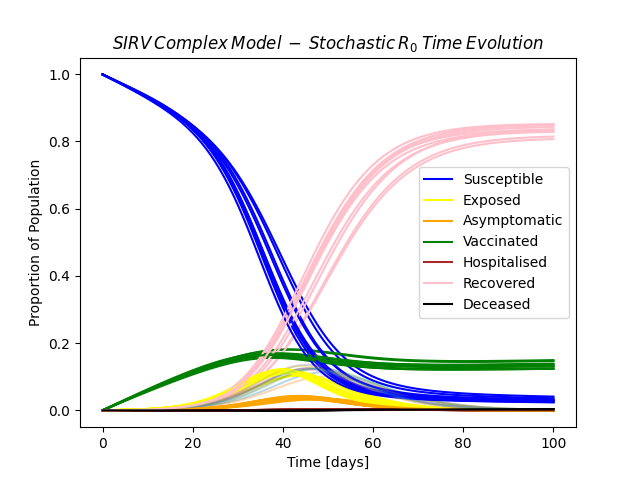 SIRV Complex Model − Stochastic R₀ Time Evolution
Proportion of Population
1.0
0.8
0.6
0.4
0.2
0.0
Susceptible
Exposed
Asymptomatic
Vaccinated
Hospitalised
Recovered
Deceased
0 20 40 60 80 100
Time [days]